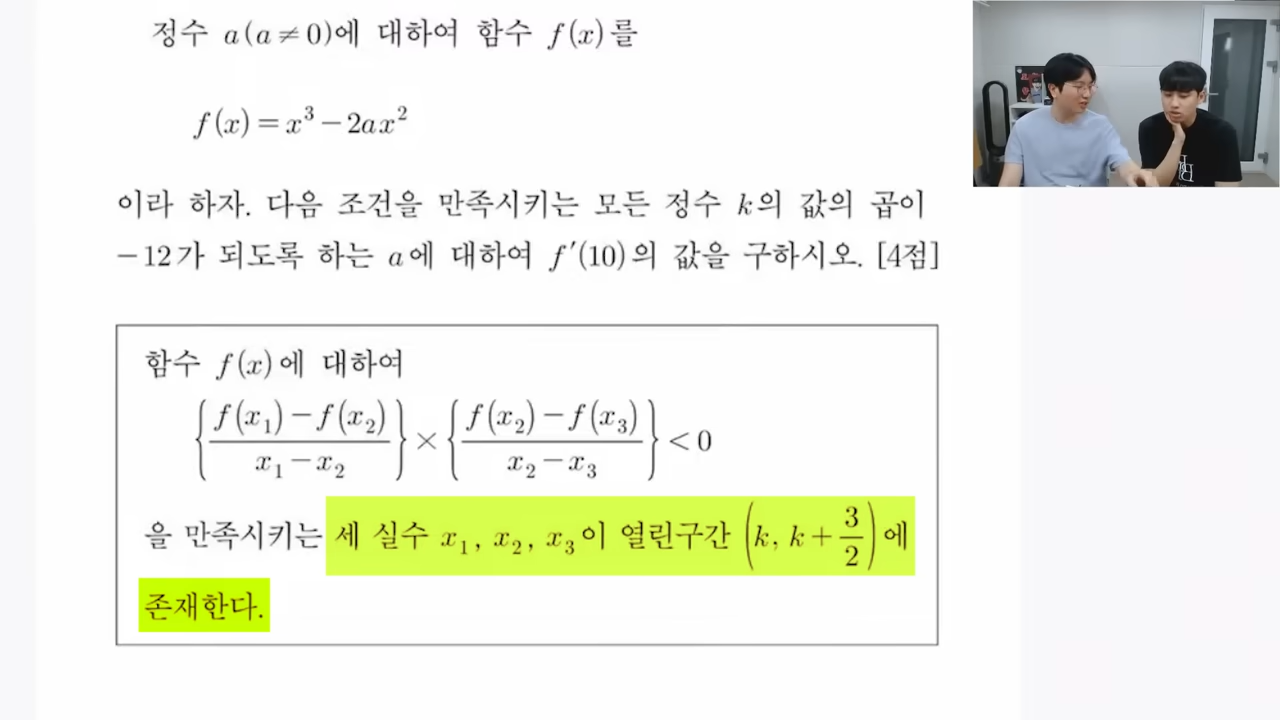 정수 a(a≠0)에 대하여 함수 f(x)를
f(x)=x³−2ax²
이라 하자. 다음 조건을 만족시키는 모든 정수 k의 값의 곱이
−12가 되도록 하는 a에 대하여 f′(10)의 값을 구하시오. [4점]
함수 f(x)에 대하여
{(f(x₁)−f(x₂))/(x₁−x₂)}×{(f(x₂)−f(x₃))/(x₂−x₃)}<0
을 만족시키는 세 실수 x₁, x₂, x₃이 열린구간 (k, k+3/2)에
존재한다.